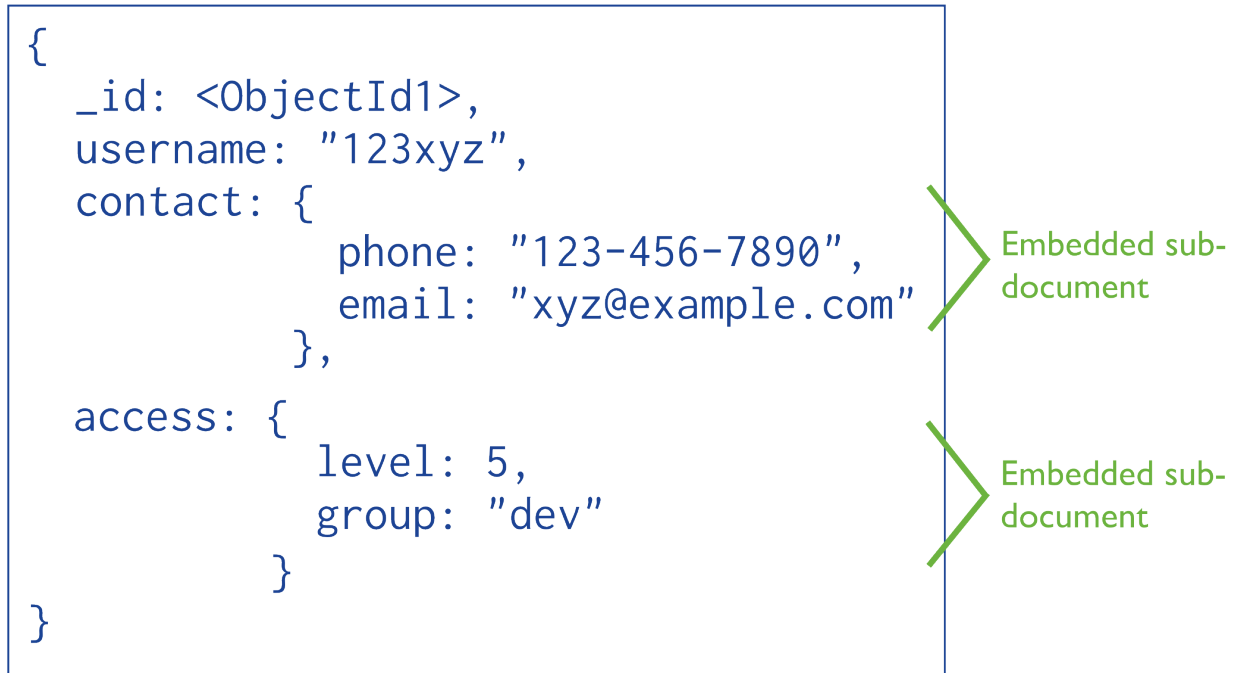 {
_id: <ObjectId1>,
username: "123xyz",
contact: {
phone: "123-456-7890",
email: "xyz@example.com"
},
access: {
level: 5,
group: "dev"
}
}
Embedded sub-
document
Embedded sub-
document